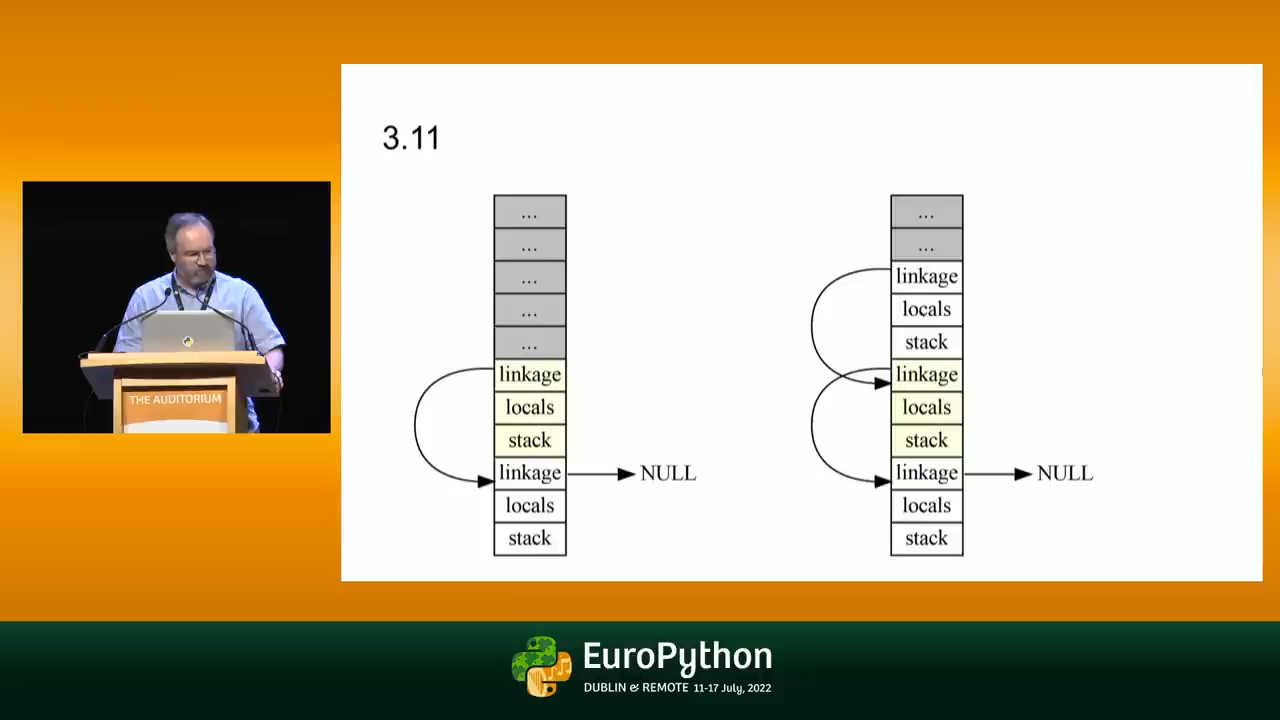 3.11
...
...
...
...
...
linkage
locals
stack
linkage
NULL
locals
stack
...
...
linkage
locals
stack
linkage
locals
stack
linkage
NULL
locals
stack
THE AUDITORIUM
EuroPython
DUBLIN & REMOTE 11-17 July, 2022